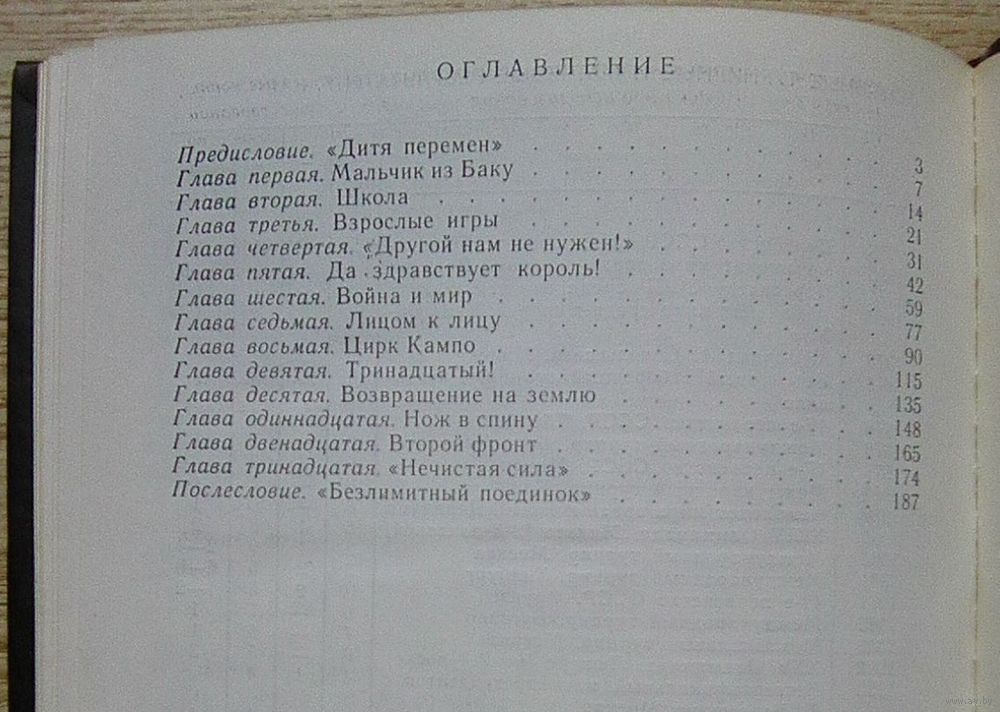 ОГЛАВЛЕНИЕ
Предисловие. «Дитя перемен» . . . . . . . . . . . . 3
Глава первая. Мальчик из Баку . . . . . . . . . . . . 7
Глава вторая. Школа . . . . . . . . . . . . . . 14
Глава третья. Взрослые игры . . . . . . . . . . . . 21
Глава четвертая. «Другой нам не нужен!» . . . . . . . . 31
Глава пятая. Да здравствует король! . . . . . . . . . 42
Глава шестая. Война и мир . . . . . . . . . . . . . 59
Глава седьмая. Лицом к лицу . . . . . . . . . . . . 77
Глава восьмая. Цирк Кампо . . . . . . . . . . . . . 90
Глава девятая. Тринадцатый! . . . . . . . . . . . . 115
Глава десятая. Возвращение на землю . . . . . . . . . 135
Глава одиннадцатая. Нож в спину . . . . . . . . . . . 148
Глава двенадцатая. Второй фронт . . . . . . . . . . . 165
Глава тринадцатая. «Нечистая сила» . . . . . . . . . . 174
Послесловие. «Безлимитный поединок» . . . . . . . . . 187
www.ay.by